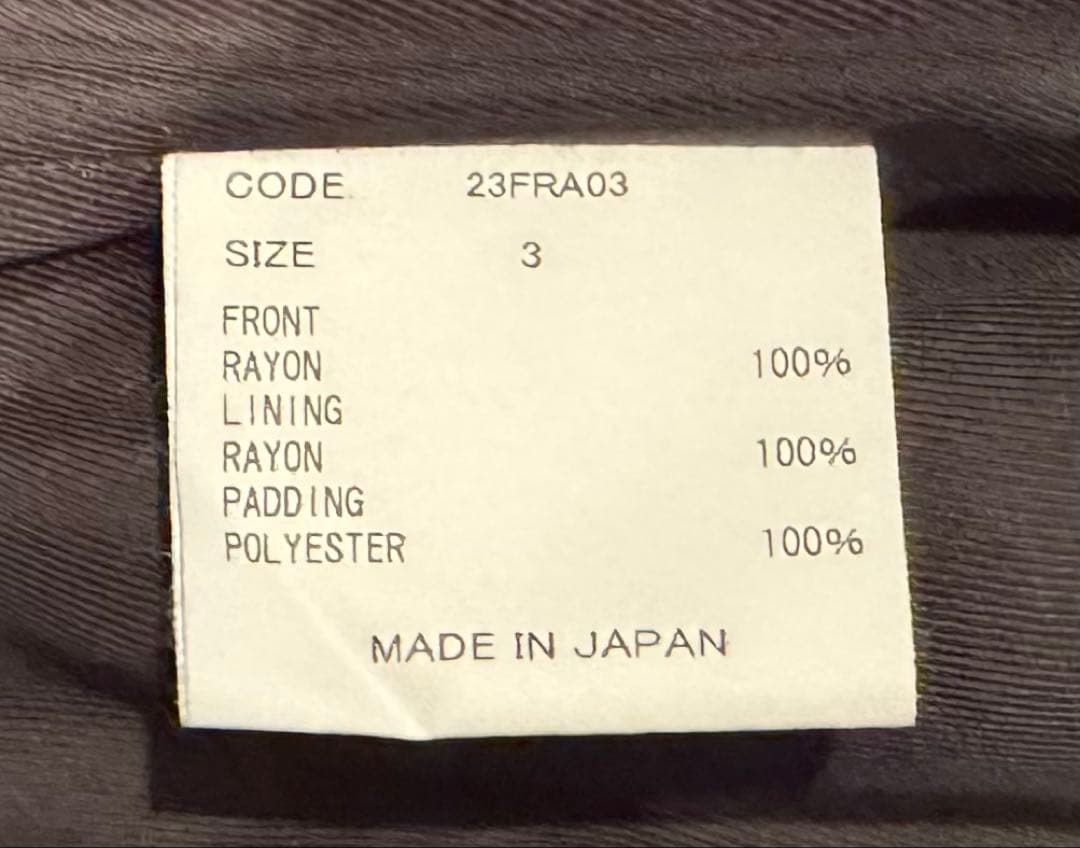 CODE 23FRA03
SIZE 3
FRONT
RAYON 100%
LINING
RAYON 100%
PADDING
POLYESTER 100%
MADE IN JAPAN